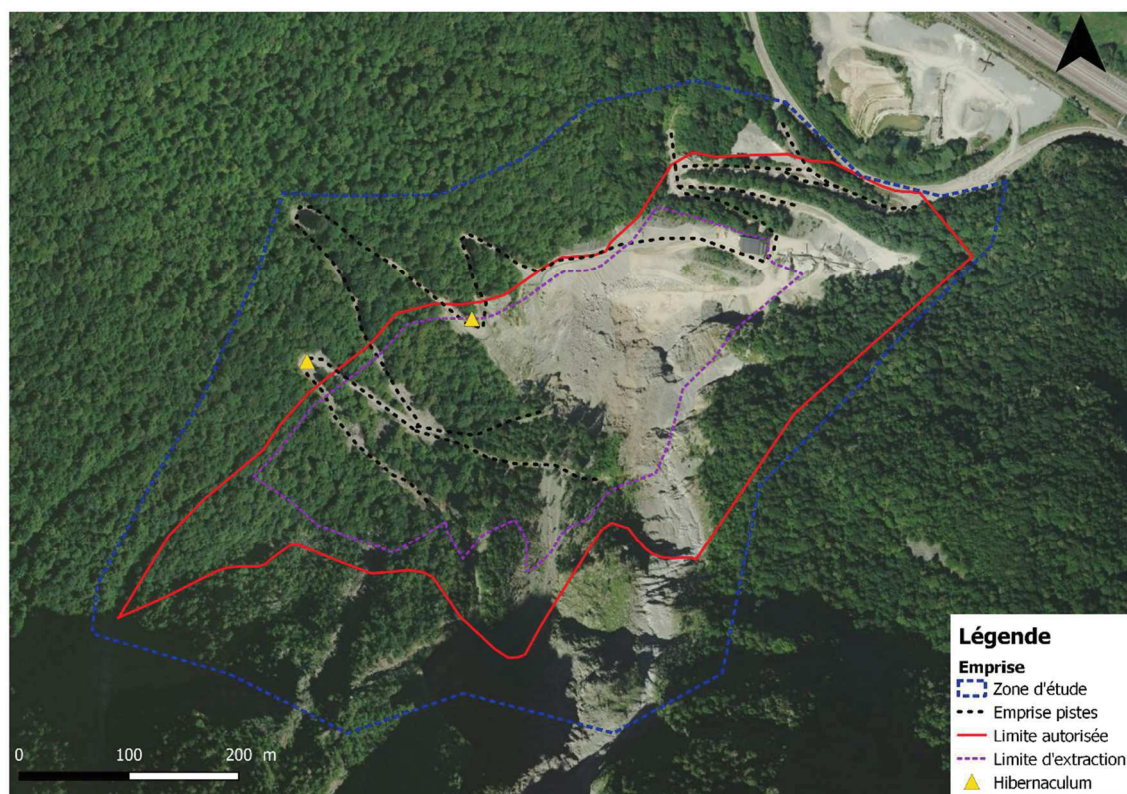 Légende
Emprise
Zone d'étude
Emprise pistes
Limite autorisée
Limite d'extraction
Hibernaculum
0 100 200 m